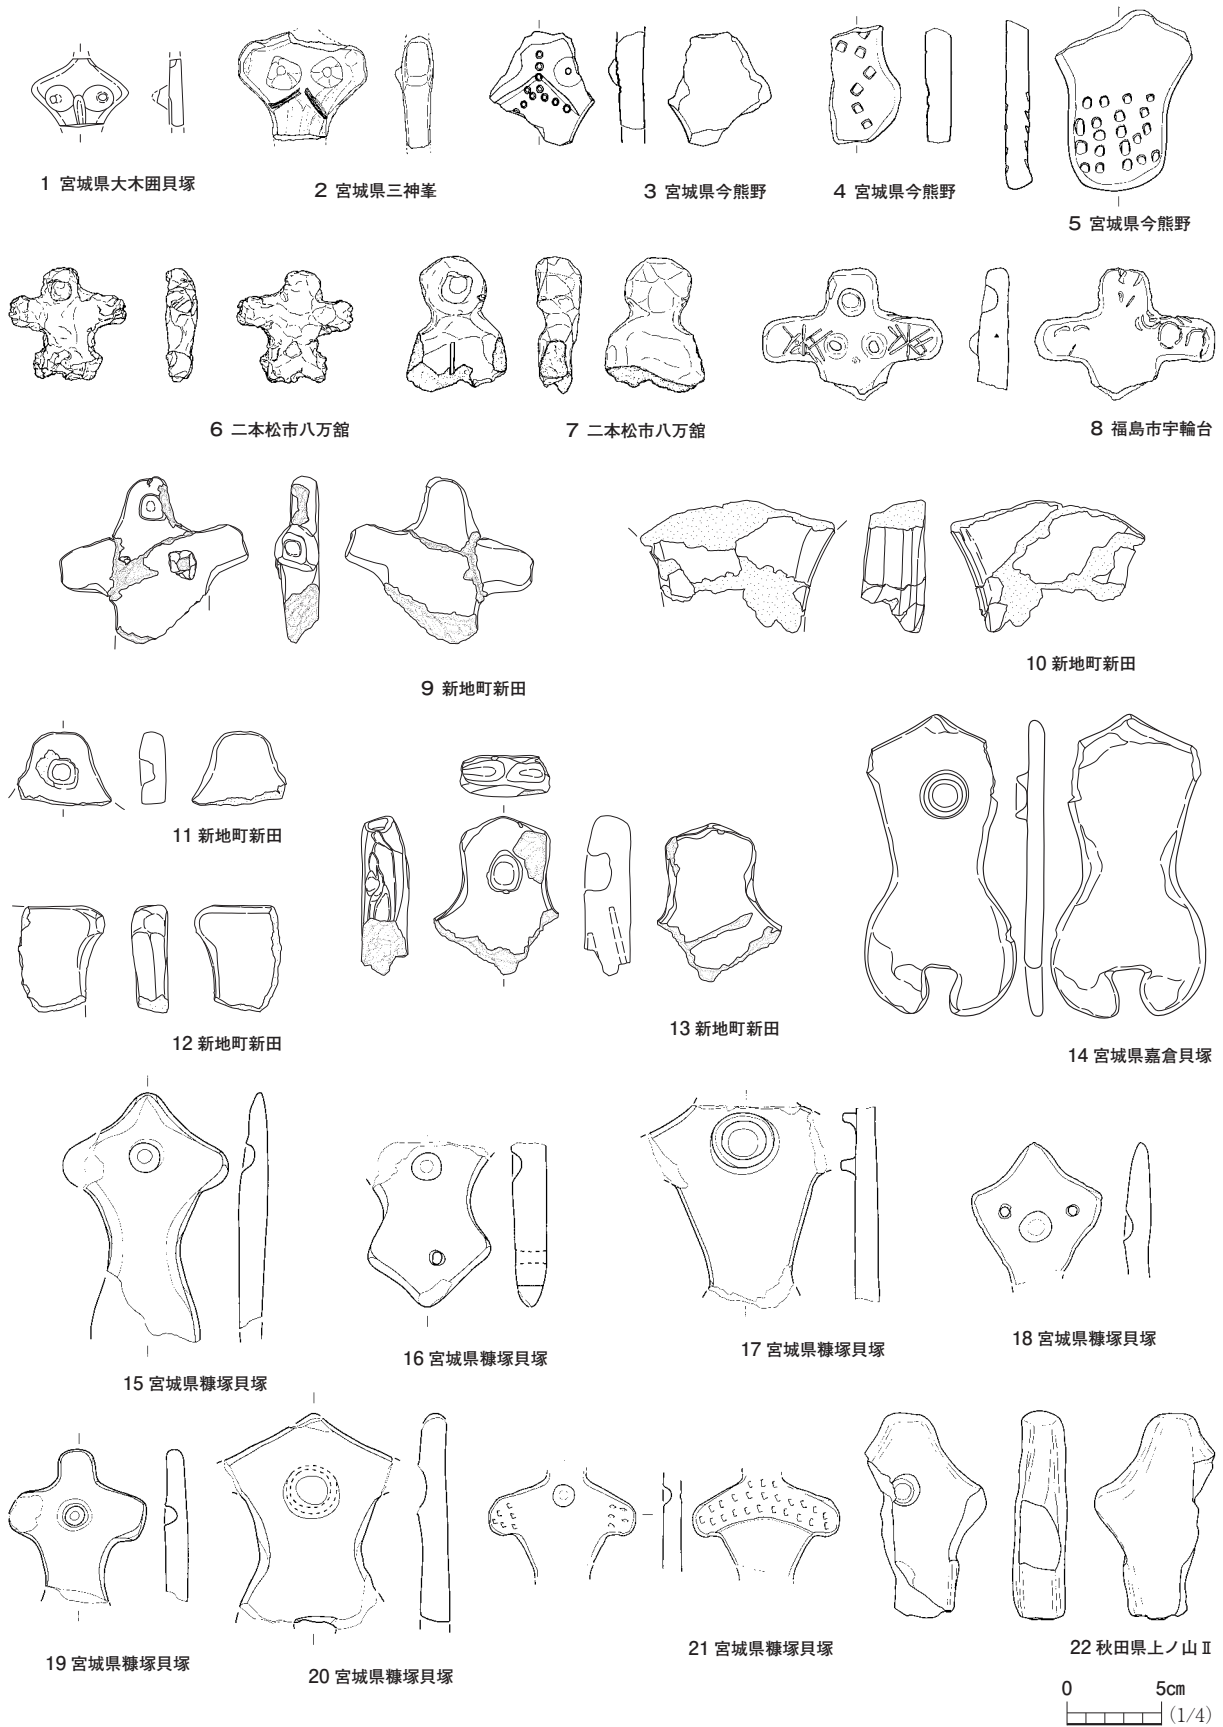 1 宮城県大木囲貝塚
2 宮城県三神峯
3 宮城県今熊野
4 宮城県今熊野
5 宮城県今熊野
6 二本松市八万舘
7 二本松市八万舘
8 福島市宇輪台
9 新地町新田
10 新地町新田
11 新地町新田
12 新地町新田
13 新地町新田
14 宮城県嘉倉貝塚
15 宮城県糠塚貝塚
16 宮城県糠塚貝塚
17 宮城県糠塚貝塚
18 宮城県糠塚貝塚
19 宮城県糠塚貝塚
20 宮城県糠塚貝塚
21 宮城県糠塚貝塚
22 秋田県上ノ山Ⅱ
0 5cm
(1/4)